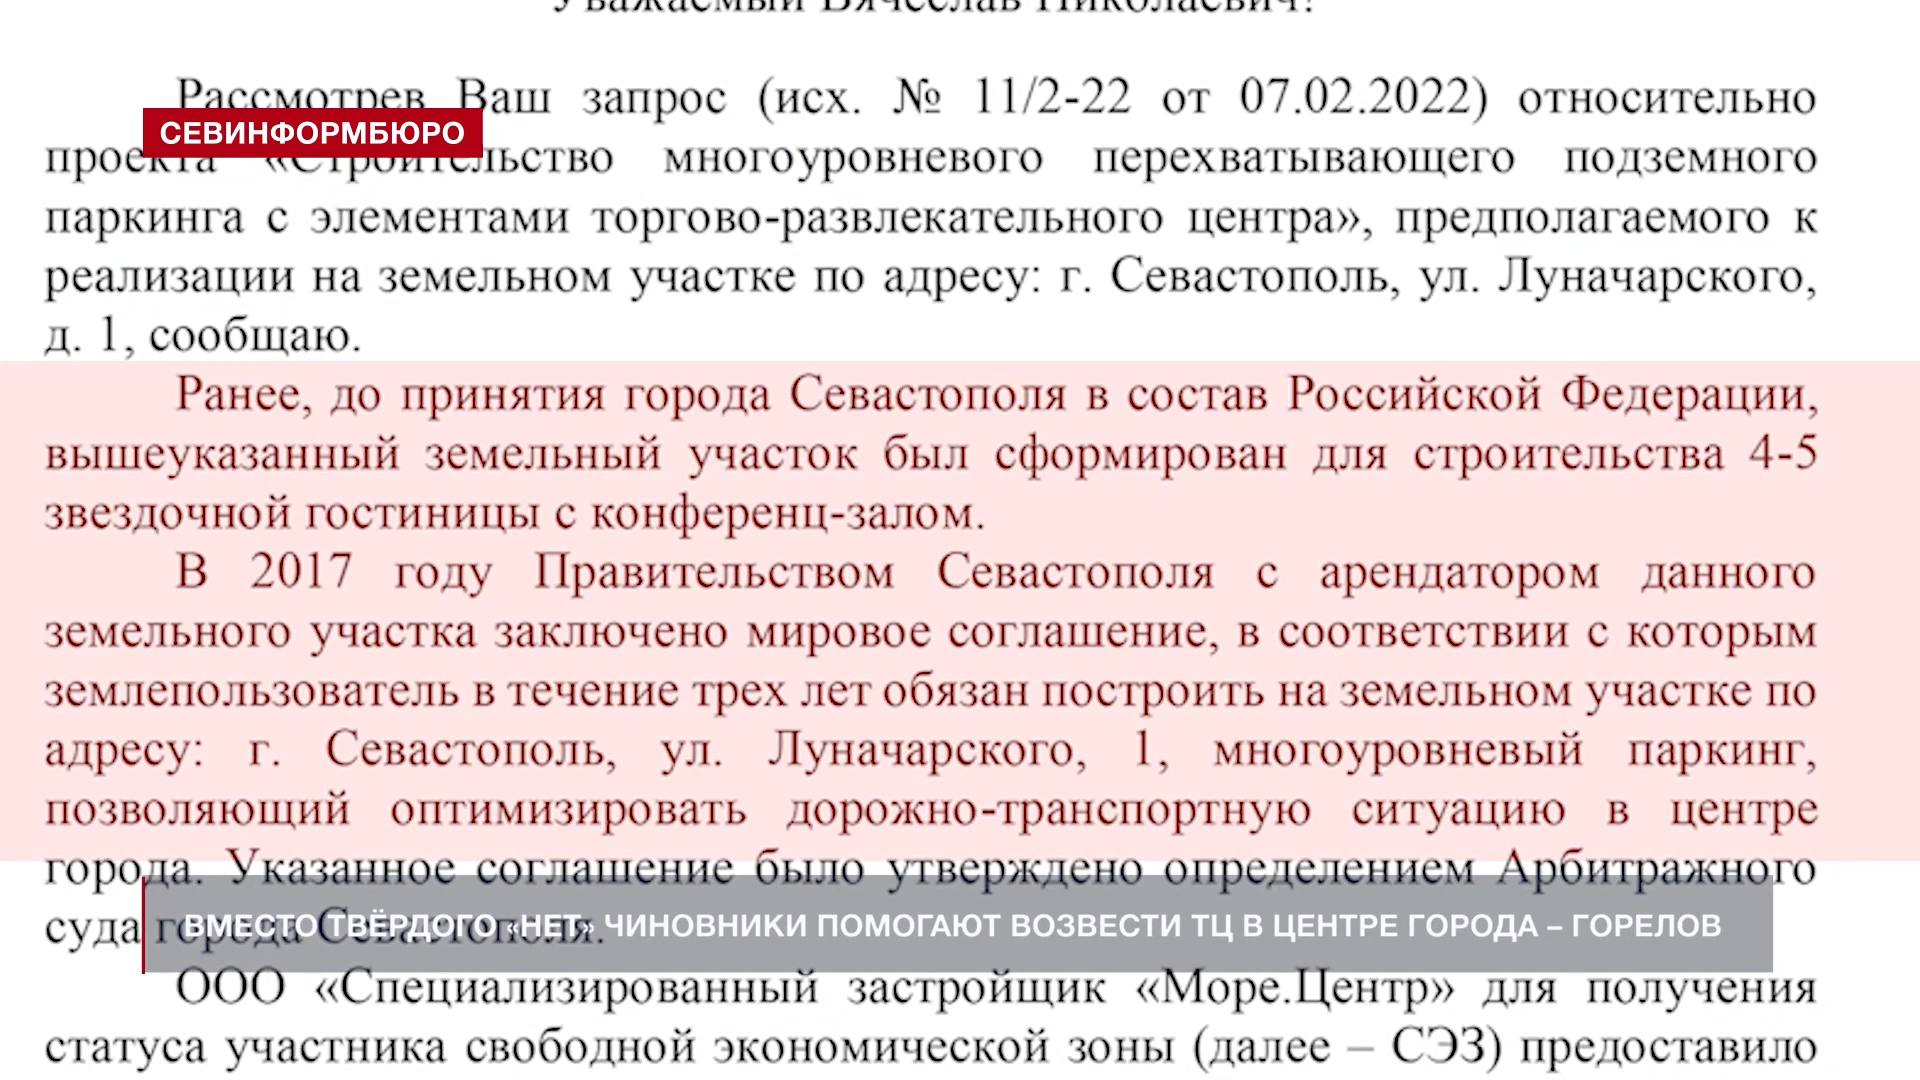 Уважаемый Вячеслав Николаевич!
Рассмотрев Ваш запрос (исх. № 11/2-22 от 07.02.2022) относительно
СЕВИНФОРМБЮРО
проекта «Строительство многоуровневого перехватывающего подземного
паркинга с элементами торгово-развлекательного центра», предполагаемого к
реализации на земельном участке по адресу: г. Севастополь, ул. Луначарского,
д. 1, сообщаю.
Ранее, до принятия города Севастополя в состав Российской Федерации,
вышеуказанный земельный участок был сформирован для строительства 4-5
звездочной гостиницы с конференц-залом.
В 2017 году Правительством Севастополя с арендатором данного
земельного участка заключено мировое соглашение, в соответствии с которым
землепользователь в течение трех лет обязан построить на земельном участке по
адресу: г. Севастополь, ул. Луначарского, 1, многоуровневый паркинг,
позволяющий оптимизировать дорожно-транспортную ситуацию в центре
города. Указанное соглашение было утверждено определением Арбитражного
суда города Севастополя.
ВМЕСТО ТВЁРДОГО «НЕТ» ЧИНОВНИКИ ПОМОГАЮТ ВОЗВЕСТИ ТЦ В ЦЕНТРЕ ГОРОДА – ГОРЕЛОВ
ООО «Специализированный застройщик «Море.Центр» для получения
статуса участника свободной экономической зоны (далее – СЭЗ) предоставило